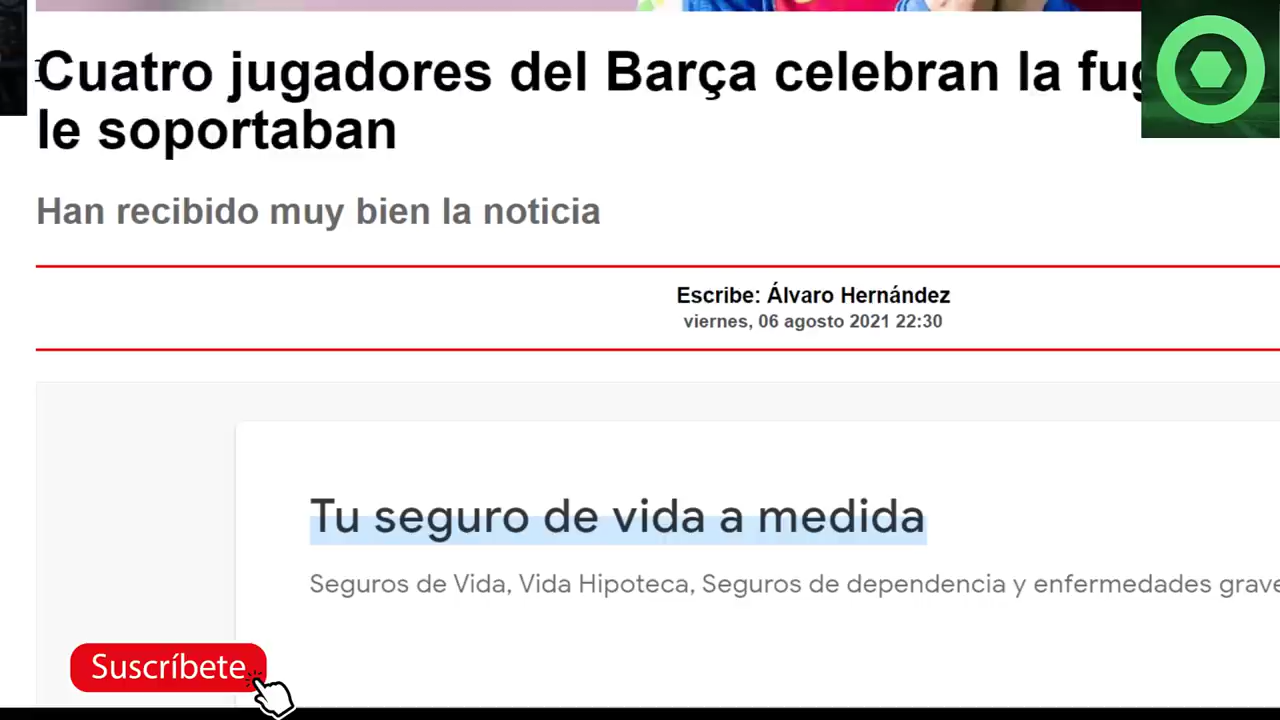 Cuatro jugadores del Barça celebran la
le soportaban
Han recibido muy bien la noticia
Escribe: Álvaro Hernández
viernes, 06 agosto 2021 22:30
Tu seguro de vida a medida
Seguros de Vida, Vida Hipoteca, Seguros de dependencia y enfermedades grave
Suscríbete